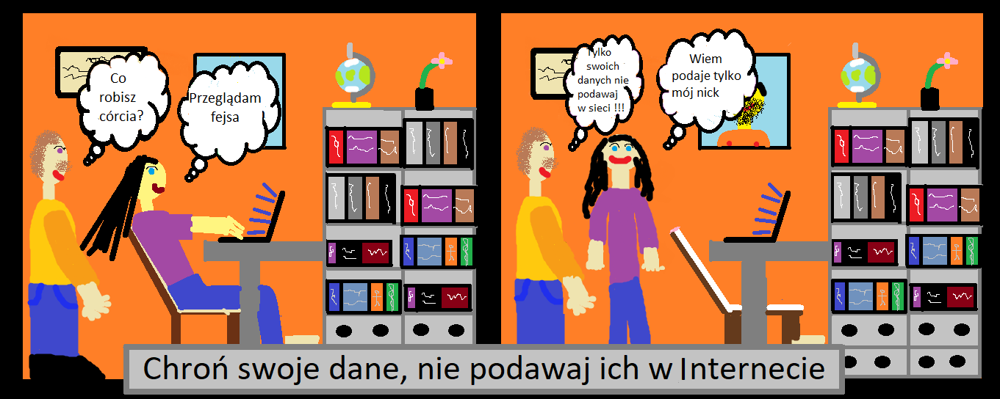 Co
robisz
córcia?
Przeglądam
fejsa
Tylko
swoich
danych nie
podawaj
w sieci !!!
Wiem
podaje tylko
mój nick
Chroń swoje dane, nie podawaj ich w Internecie